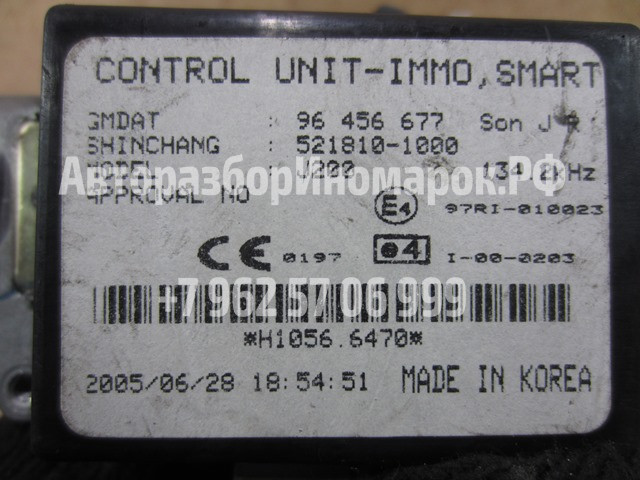 CONTROL UNIT-IMMO, SMART
GMDAT : 96 456 677 Son J R
SHINCHANG : 521810-1000
MODEL : J200 134.2kHz
АвторазборИномарок.РФ
APPROVAL NO E4 97RI-010023
CE 0197 e4 I-00-0203
+7 962 57 06 999
*H1056.6470*
2005/06/28 18:54:51 MADE IN KOREA